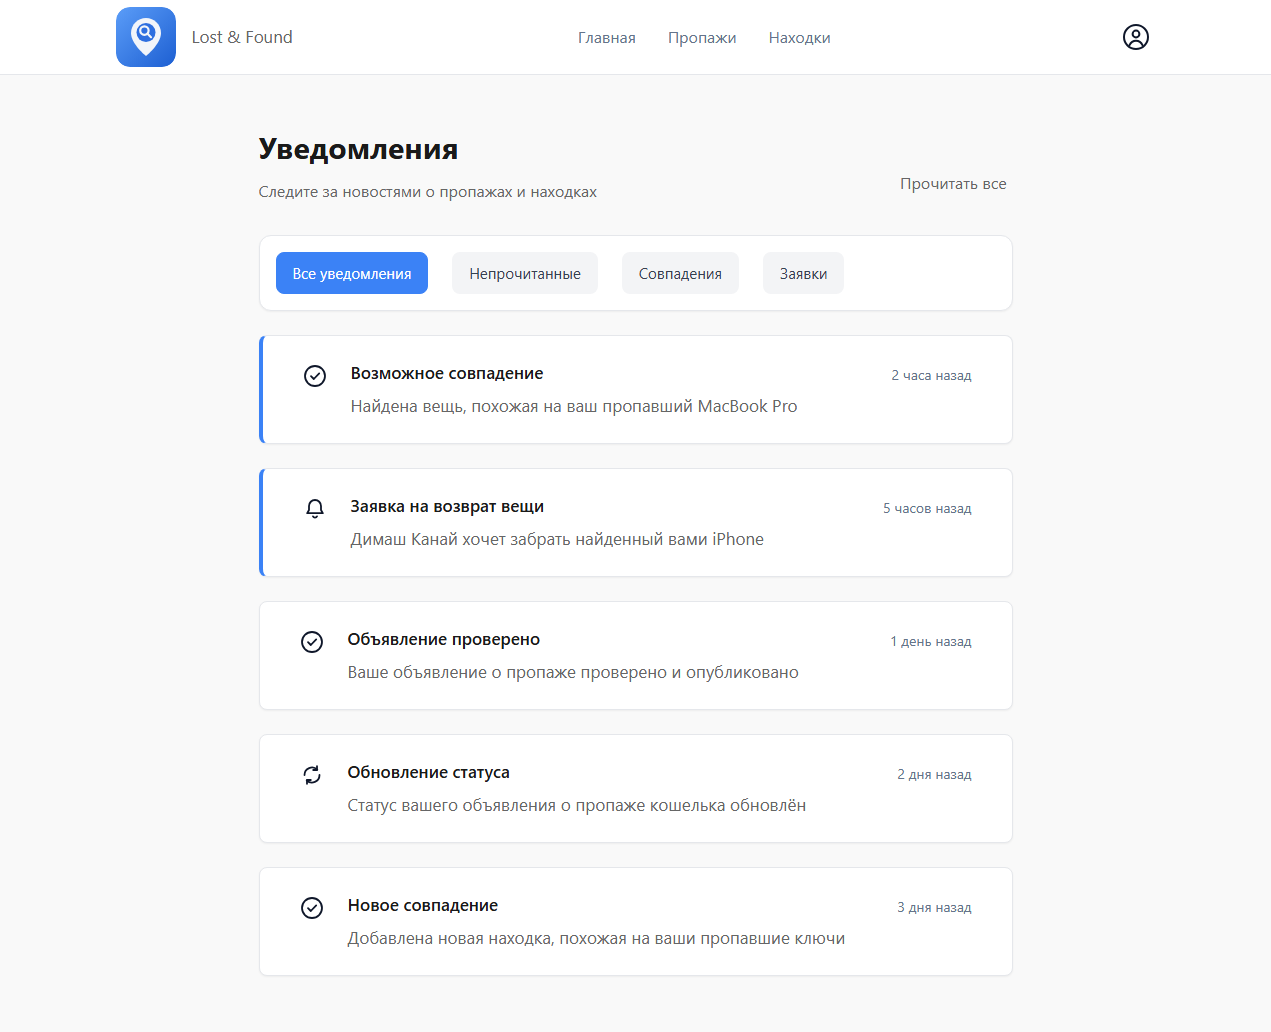 Lost & Found
Главная Пропажи Находки
Уведомления
Следите за новостями о пропажах и находках
Прочитать все
Все уведомления Непрочитанные Совпадения Заявки
Возможное совпадение 2 часа назад
Найдена вещь, похожая на ваш пропавший MacBook Pro
Заявка на возврат вещи 5 часов назад
Димаш Канай хочет забрать найденный вами iPhone
Объявление проверено 1 день назад
Ваше объявление о пропаже проверено и опубликовано
Обновление статуса 2 дня назад
Статус вашего объявления о пропаже кошелька обновлён
Новое совпадение 3 дня назад
Добавлена новая находка, похожая на ваши пропавшие ключи